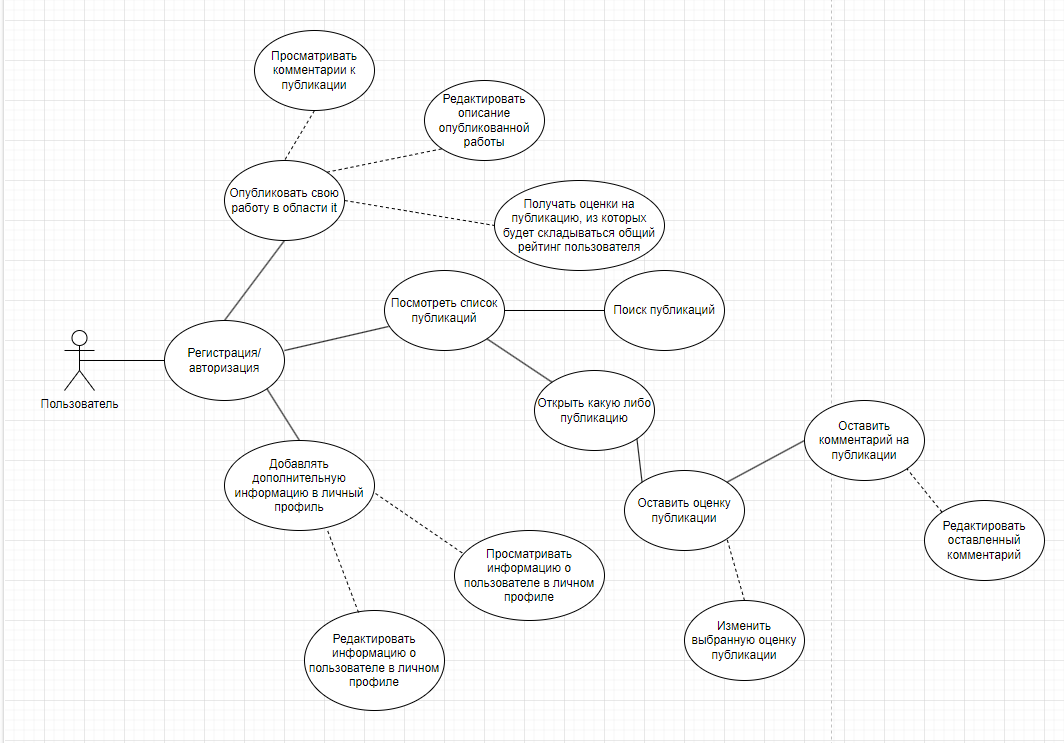 Просматривать
комментарии к
публикации
Редактировать
описание
опубликованной
работы
Опубликовать свою
работу в области it
Получать оценки на
публикацию, из которых
будет складываться общий
рейтинг пользователя
Посмотреть список
публикаций
Поиск публикаций
Регистрация/
авторизация
Пользователь
Открыть какую либо
публикацию
Оставить
комментарий на
публикации
Добавлять
дополнительную
информацию в личный
профиль
Оставить оценку
публикации
Редактировать
оставленный
комментарий
Просматривать
информацию о
пользователе в личном
профиле
Изменить
выбранную оценку
публикации
Редактировать
информацию о
пользователе в личном
профиле